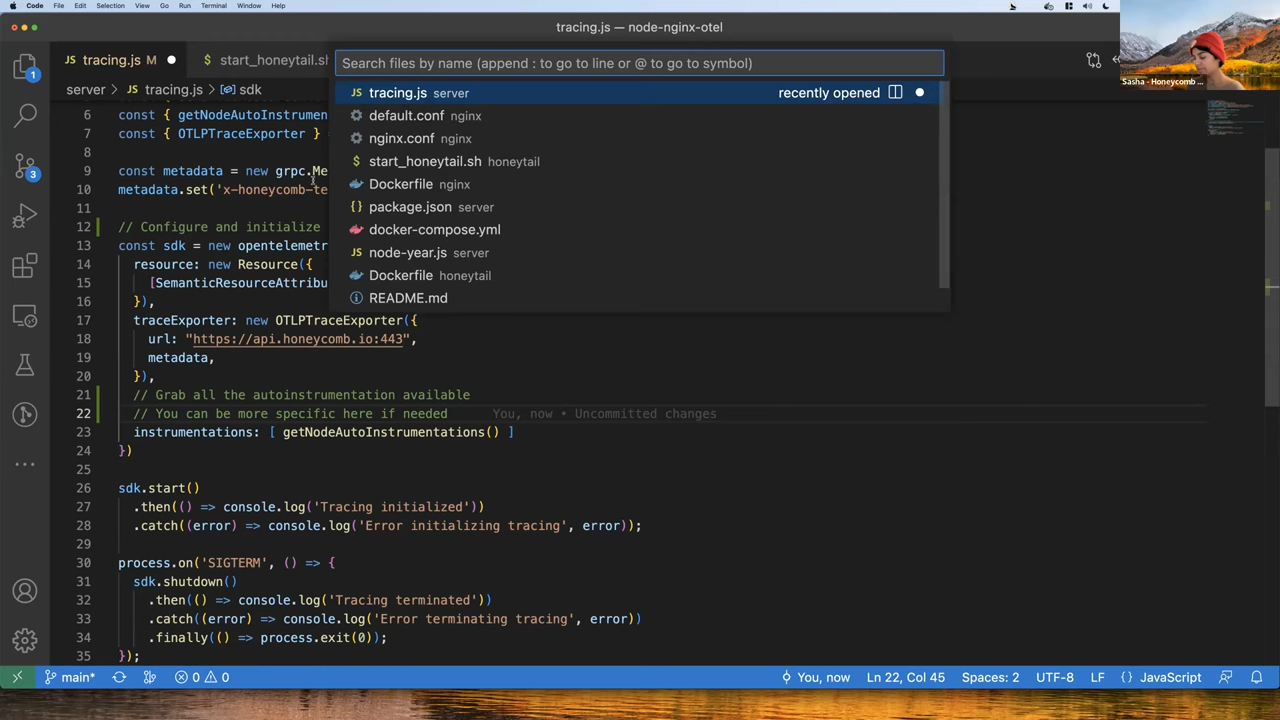 Code File Edit Selection View Go Run Terminal Window Help
tracing.js — node-nginx-otel
tracing.js M
$ start_honeytail.sh
server > tracing.js > sdk
Search files by name (append : to go to line or @ to go to symbol)
JS tracing.js server recently opened
default.conf nginx
nginx.conf nginx
$ start_honeytail.sh honeytail
Dockerfile nginx
{} package.json server
docker-compose.yml
JS node-year.js server
Dockerfile honeytail
README.md
Sasha - Honeycomb ...
1
3
6 const { getNodeAutoInstrumen
7 const { OTLPTraceExporter } =
8
9 const metadata = new grpc.Me
10 metadata.set('x-honeycomb-te
11
12 // Configure and initialize
13 const sdk = new opentelemetr
14 resource: new Resource({
15 [SemanticResourceAttribu
16 }),
17 traceExporter: new OTLPTraceExporter({
18 url: "https://api.honeycomb.io:443",
19 metadata,
20 }),
21 // Grab all the autoinstrumentation available
22 // You can be more specific here if needed You, now • Uncommitted changes
23 instrumentations: [ getNodeAutoInstrumentations() ]
24 })
25
26 sdk.start()
27 .then(() => console.log('Tracing initialized'))
28 .catch((error) => console.log('Error initializing tracing', error));
29
30 process.on('SIGTERM', () => {
31 sdk.shutdown()
32 .then(() => console.log('Tracing terminated'))
33 .catch((error) => console.log('Error terminating tracing', error))
34 .finally(() => process.exit(0));
35 });
main* 0 0 You, now Ln 22, Col 45 Spaces: 2 UTF-8 LF {} JavaScript